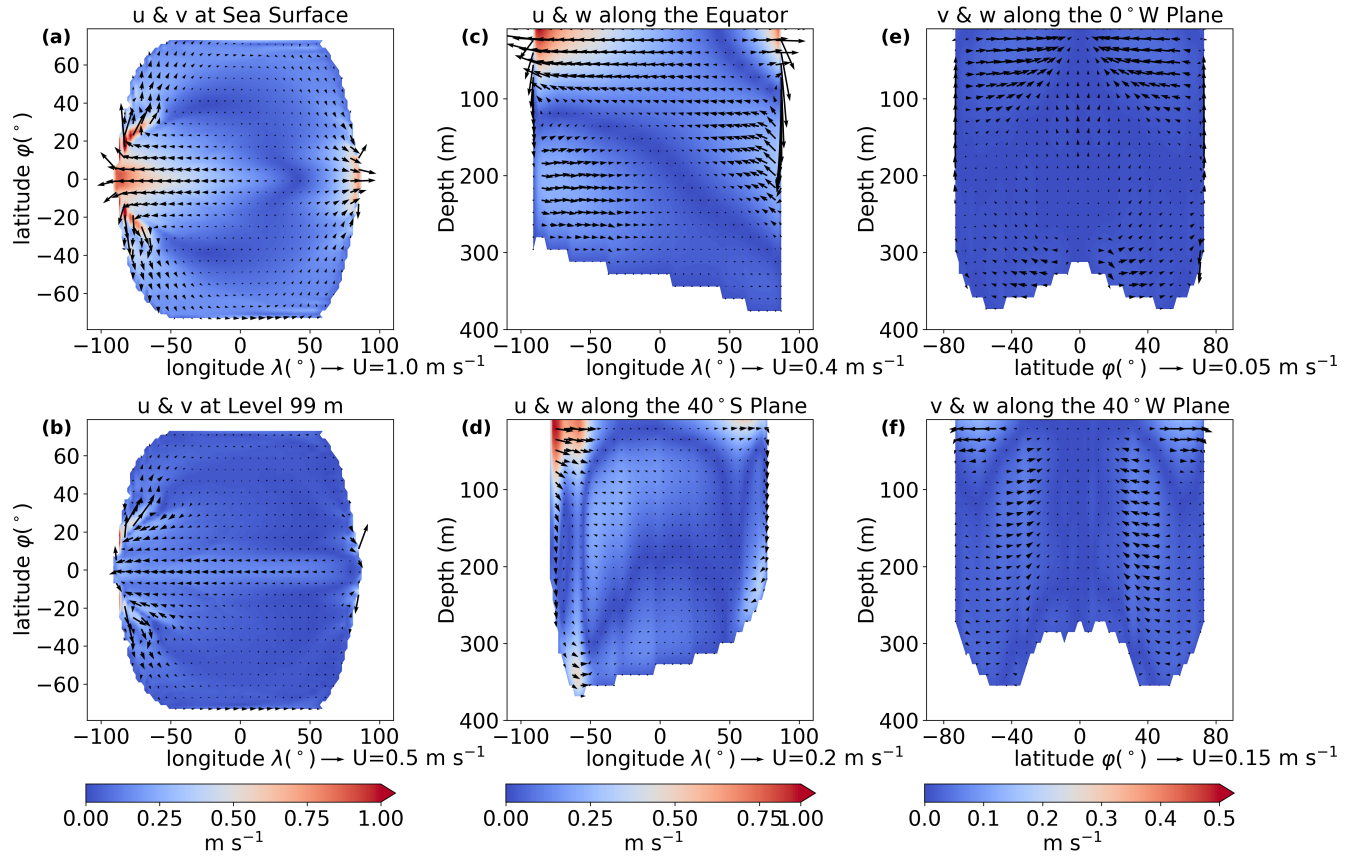 u & v at Sea Surface
(a)
60
40
20
0
−20
−40
−60
latitude φ(°)
−100 −50 0 50 100
longitude λ(°) → U=1.0 m s⁻¹
u & w along the Equator
(c)
100
200
300
400
Depth (m)
−100 −50 0 50 100
longitude λ(°) → U=0.4 m s⁻¹
v & w along the 0°W Plane
(e)
100
200
300
400
Depth (m)
−80 −40 0 40 80
latitude φ(°) → U=0.05 m s⁻¹
u & v at Level 99 m
(b)
60
40
20
0
−20
−40
−60
latitude φ(°)
−100 −50 0 50 100
longitude λ(°) → U=0.5 m s⁻¹
u & w along the 40°S Plane
(d)
100
200
300
400
Depth (m)
−100 −50 0 50 100
longitude λ(°) → U=0.2 m s⁻¹
v & w along the 40°W Plane
(f)
100
200
300
400
Depth (m)
−80 −40 0 40 80
latitude φ(°) → U=0.15 m s⁻¹
0.00 0.25 0.50 0.75 1.00
m s⁻¹
0.00 0.25 0.50 0.75 1.00
m s⁻¹
0.0 0.1 0.2 0.3 0.4 0.5
m s⁻¹